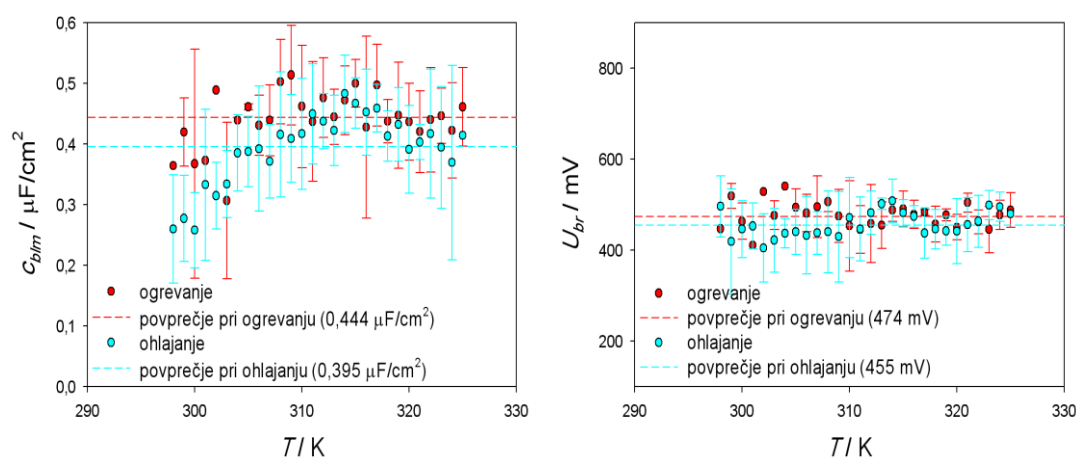 c_blm / μF/cm²
0,6
0,5
0,4
0,3
0,2
0,1
0,0
ogrevanje
povprečje pri ogrevanju (0,444 μF/cm²)
ohlajanje
povprečje pri ohlajanju (0,395 μF/cm²)
290 300 310 320 330
T / K
U_br / mV
800
600
400
200
ogrevanje
povprečje pri ogrevanju (474 mV)
ohlajanje
povprečje pri ohlajanju (455 mV)
290 300 310 320 330
T / K